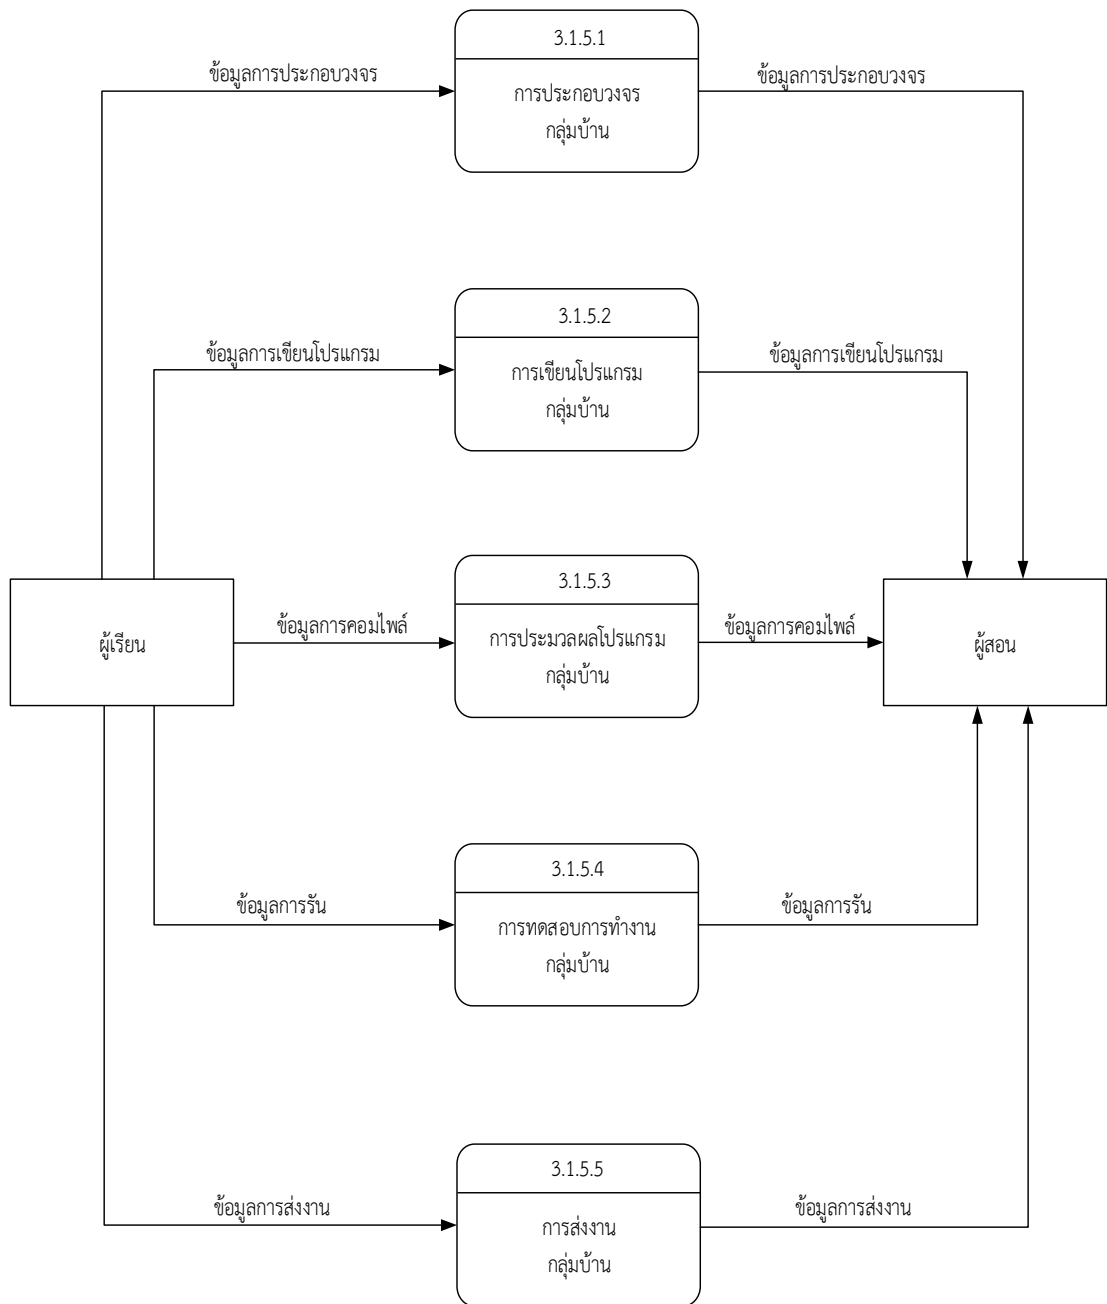 3.1.5.1
ข้อมูลการประกอบวงจร
ข้อมูลการประกอบวงจร
การประกอบวงจร
กลุ่มบ้าน
3.1.5.2
ข้อมูลการเขียนโปรแกรม
ข้อมูลการเขียนโปรแกรม
การเขียนโปรแกรม
กลุ่มบ้าน
3.1.5.3
ผู้เรียน
ข้อมูลการคอมไพล์
การประมวลผลโปรแกรม
กลุ่มบ้าน
ข้อมูลการคอมไพล์
ผู้สอน
3.1.5.4
ข้อมูลการรัน
ข้อมูลการรัน
การทดสอบการทำงาน
กลุ่มบ้าน
3.1.5.5
ข้อมูลการส่งงาน
ข้อมูลการส่งงาน
การส่งงาน
กลุ่มบ้าน